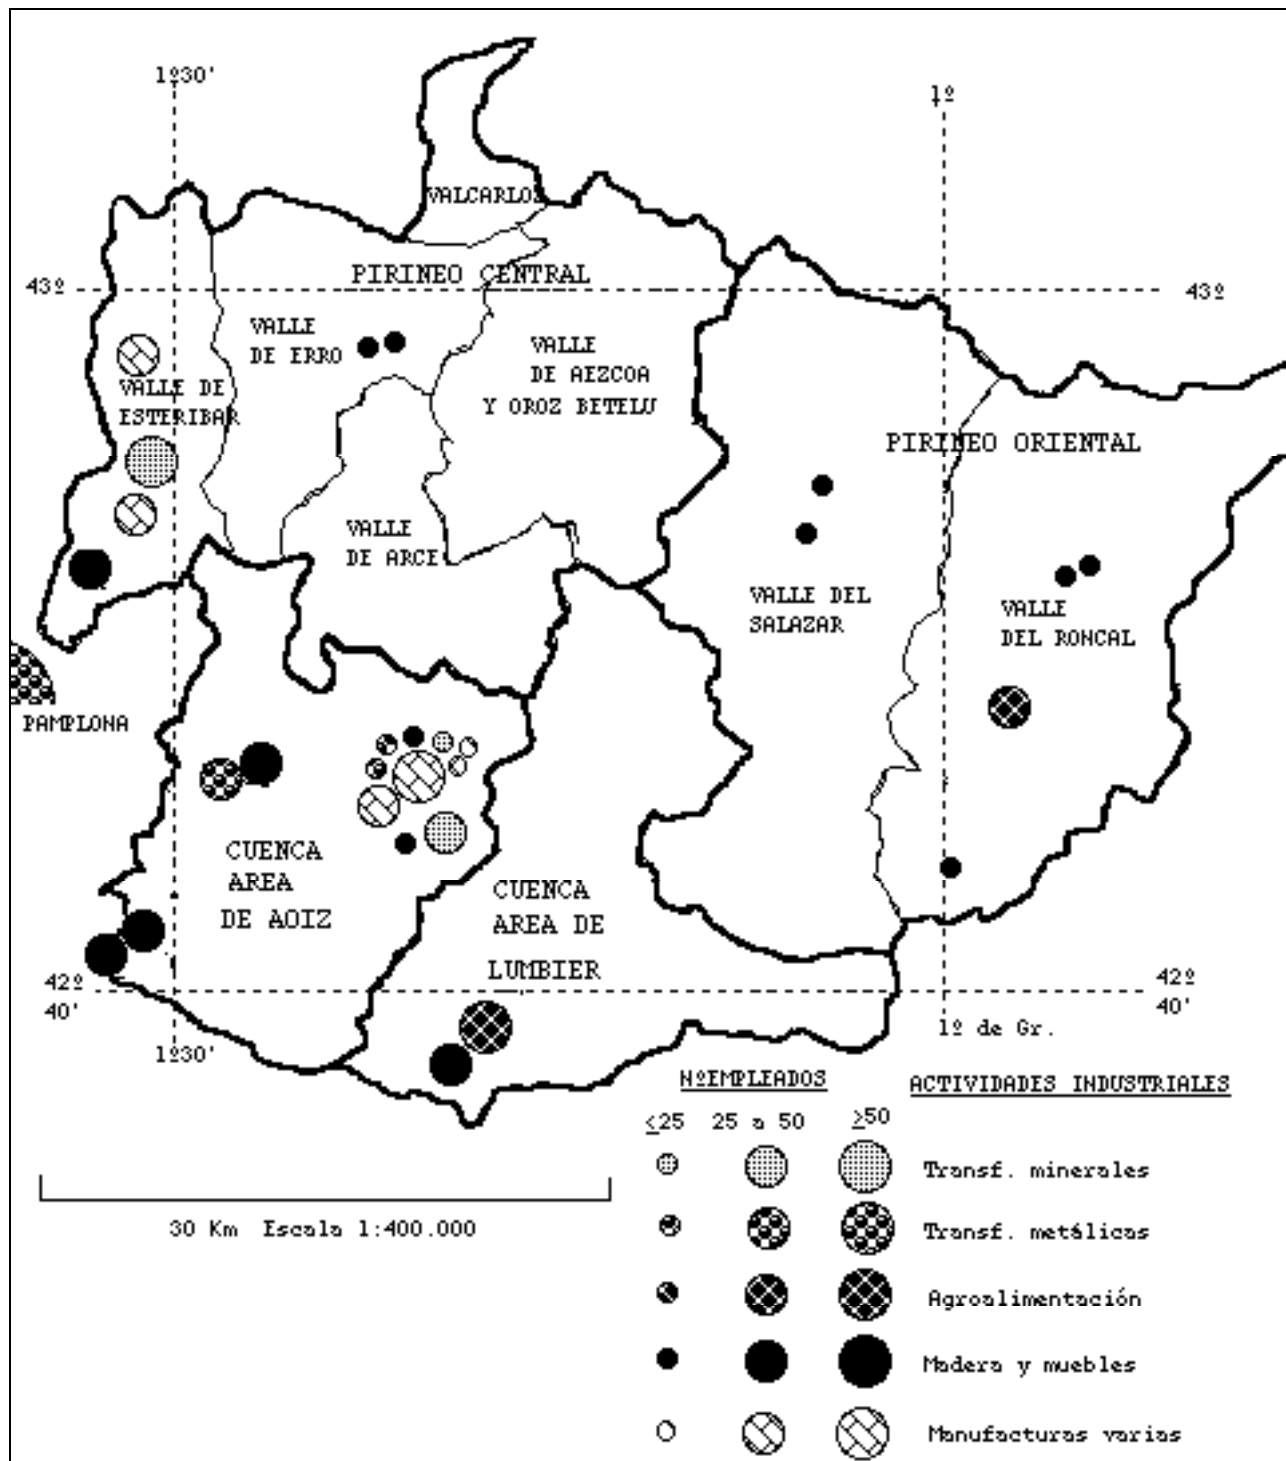 1º30'
1º
VALCARLOS
PIRINEO CENTRAL
43º
43º
VALLE
DE ERRO
VALLE
DE AEZCOA
Y OROZ BETELU
VALLE DE
ESTERIBAR
PIRINEO ORIENTAL
VALLE
DE ARCE
VALLE DEL
SALAZAR
VALLE
DEL RONCAL
PAMPLONA
CUENCA
AREA
DE AOIZ
CUENCA
AREA DE
LUMBIER
42º
40'
42º
40'
1º30'
1º de Gr.
NºEMPLEADOS
ACTIVIDADES INDUSTRIALES
≤25 25 a 50 ≥50
Transf. minerales
Transf. metálicas
Agroalimentación
Madera y muebles
Manufacturas varias
30 Km Escala 1:400.000